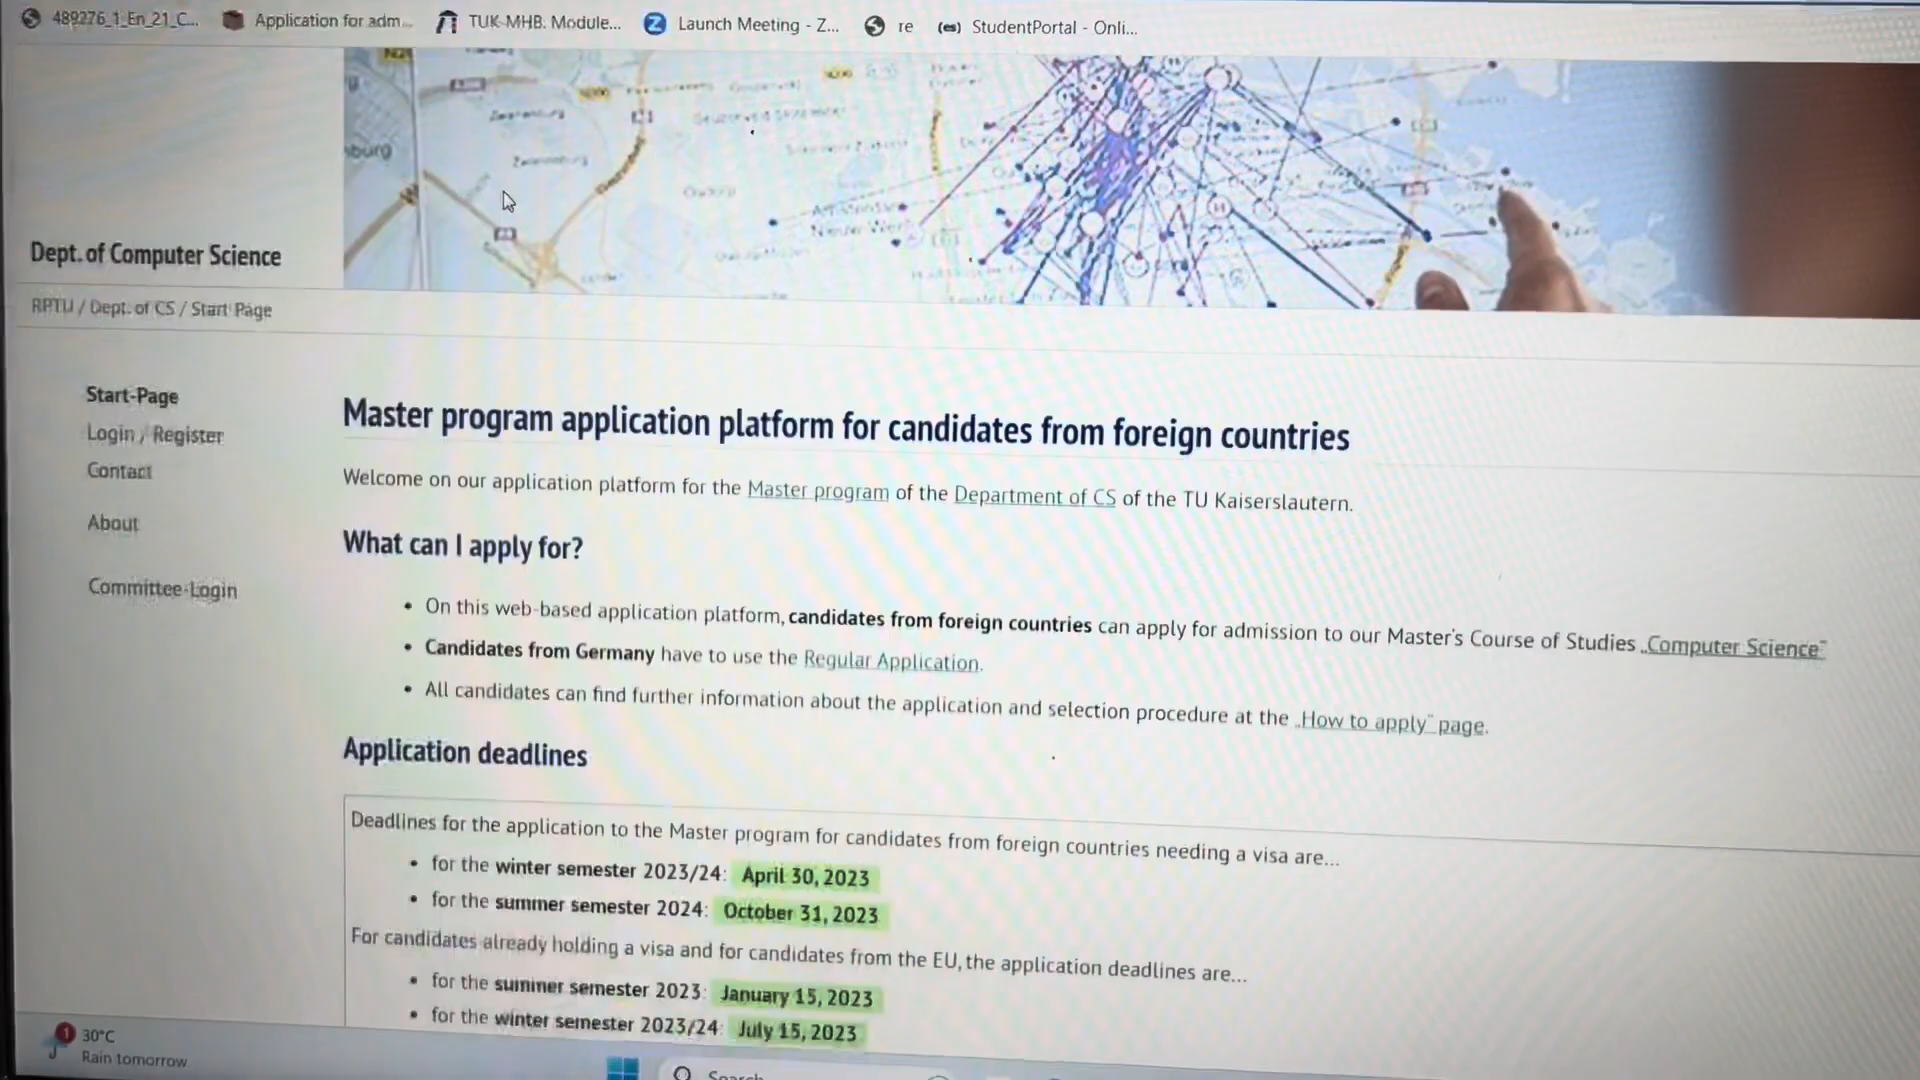 489276_1_En_21_C... Application for adm... TUK-MHB. Module... Launch Meeting - Z... re (es) StudentPortal - Onli...
burg
Dept. of Computer Science
RPTU / Dept. of CS / Start Page
Start-Page
Login / Register
Contact
About
Committee-Login
Master program application platform for candidates from foreign countries
Welcome on our application platform for the Master program of the Department of CS of the TU Kaiserslautern.
What can I apply for?
• On this web-based application platform, candidates from foreign countries can apply for admission to our Master's Course of Studies „Computer Science“
• Candidates from Germany have to use the Regular Application.
• All candidates can find further information about the application and selection procedure at the „How to apply“ page.
Application deadlines
Deadlines for the application to the Master program for candidates from foreign countries needing a visa are...
• for the winter semester 2023/24: April 30, 2023
• for the summer semester 2024: October 31, 2023
For candidates already holding a visa and for candidates from the EU, the application deadlines are...
• for the summer semester 2023: January 15, 2023
• for the winter semester 2023/24: July 15, 2023
1
30°C
Rain tomorrow
Search